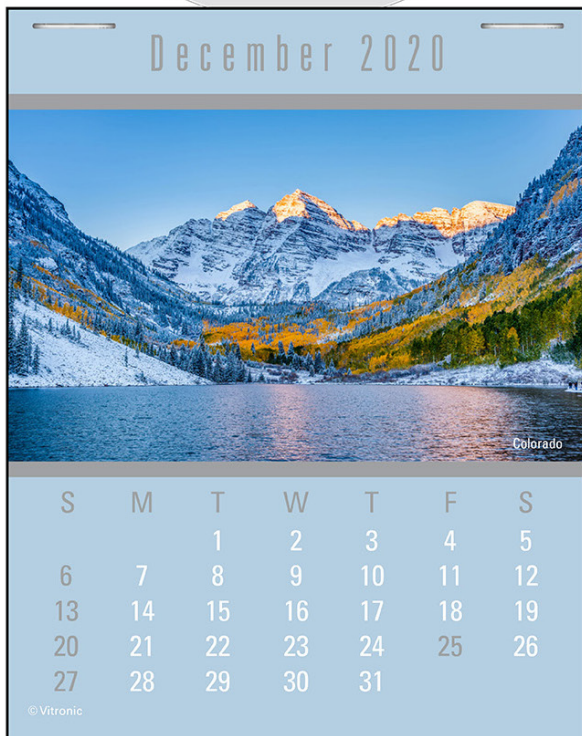 December 2020
Colorado
S M T W T F S
1 2 3 4 5
6 7 8 9 10 11 12
13 14 15 16 17 18 19
20 21 22 23 24 25 26
27 28 29 30 31
© Vitronic